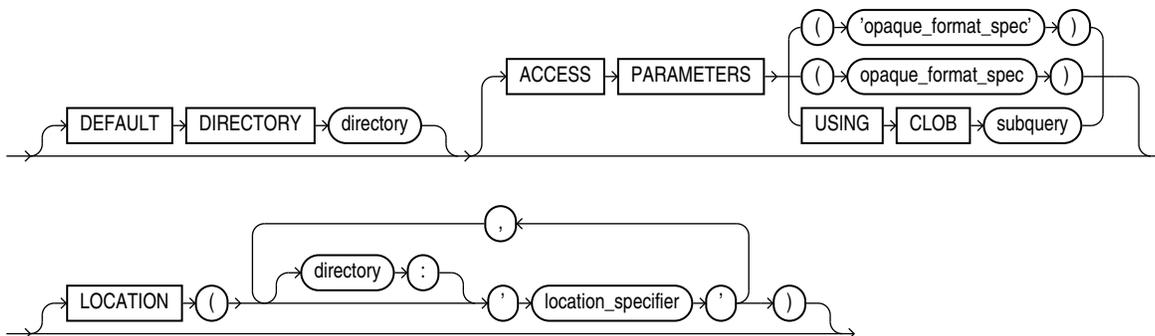 ( 'opaque_format_spec' )
ACCESS PARAMETERS ( opaque_format_spec )
DEFAULT DIRECTORY directory USING CLOB subquery
,
directory :
LOCATION ( ' location_specifier ' )